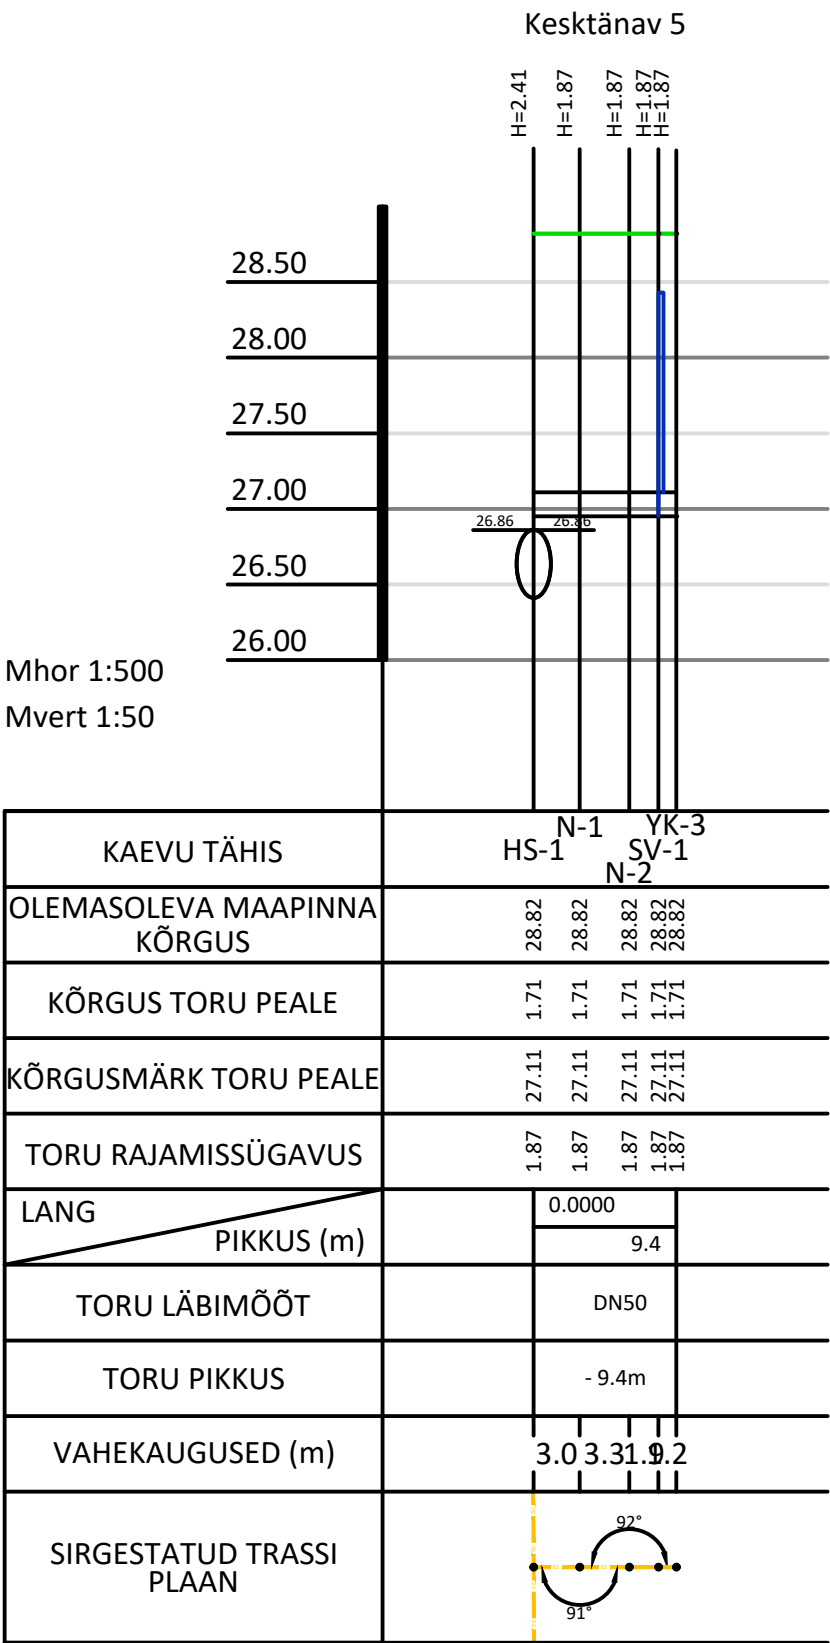 Kesktänav 5
H=2.41
H=1.87
H=1.87
H=1.87
H=1.87
28.50
28.00
27.50
27.00
26.86 26.86
26.50
26.00
Mhor 1:500
Mvert 1:50
KAEVU TÄHIS
HS-1
N-1
N-2
SV-1
YK-3
OLEMASOLEVA MAAPINNA
KÕRGUS
28.82 28.82 28.82 28.82 28.82
KÕRGUS TORU PEALE
1.71 1.71 1.71 1.71 1.71
KÕRGUSMÄRK TORU PEALE
27.11 27.11 27.11 27.11 27.11
TORU RAJAMISSÜGAVUS
1.87 1.87 1.87 1.87 1.87
LANG
0.0000
PIKKUS (m)
9.4
TORU LÄBIMÕÕT
DN50
TORU PIKKUS
- 9.4m
VAHEKAUGUSED (m)
3.0 3.3
SIRGESTATUD TRASSI
PLAAN
92°
91°